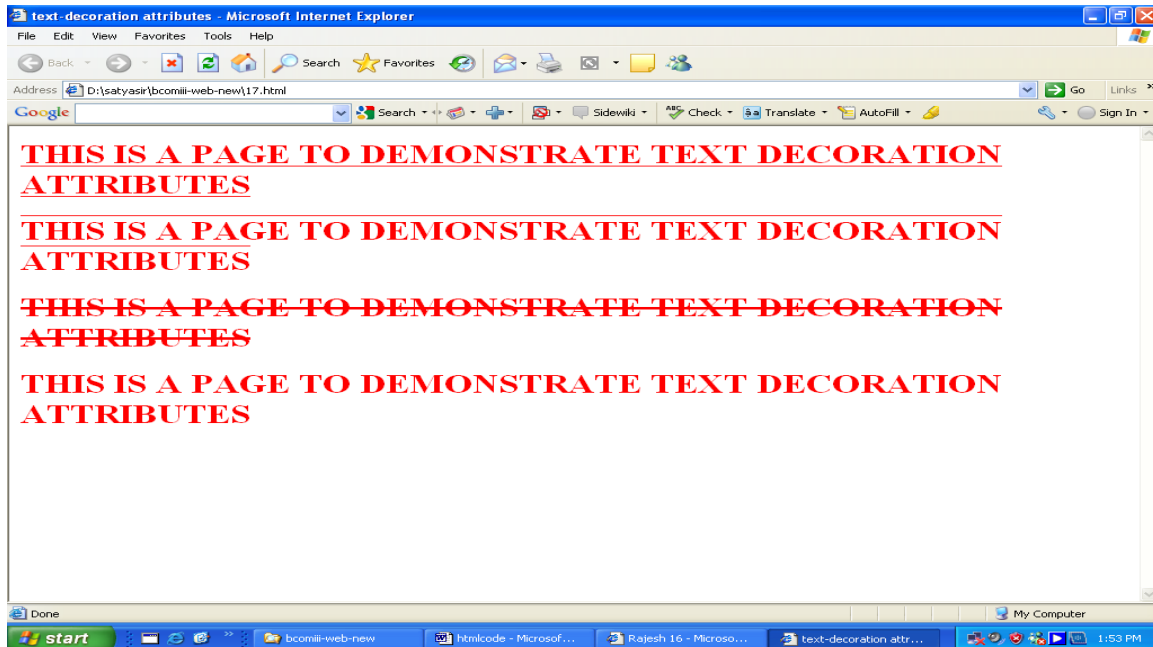 text-decoration attributes - Microsoft Internet Explorer
File Edit View Favorites Tools Help
Back Search Favorites
Address D:\satyasir\bcomiii-web-new\17.html Go Links »
Google Search Sidewiki ABC Check Translate AutoFill Sign In
THIS IS A PAGE TO DEMONSTRATE TEXT DECORATION
ATTRIBUTES
THIS IS A PAGE TO DEMONSTRATE TEXT DECORATION
ATTRIBUTES
THIS IS A PAGE TO DEMONSTRATE TEXT DECORATION
ATTRIBUTES
THIS IS A PAGE TO DEMONSTRATE TEXT DECORATION
ATTRIBUTES
Done My Computer
start » bcomiii-web-new htmlcode - Microsof... Rajesh 16 - Microso... text-decoration attr... 1:53 PM